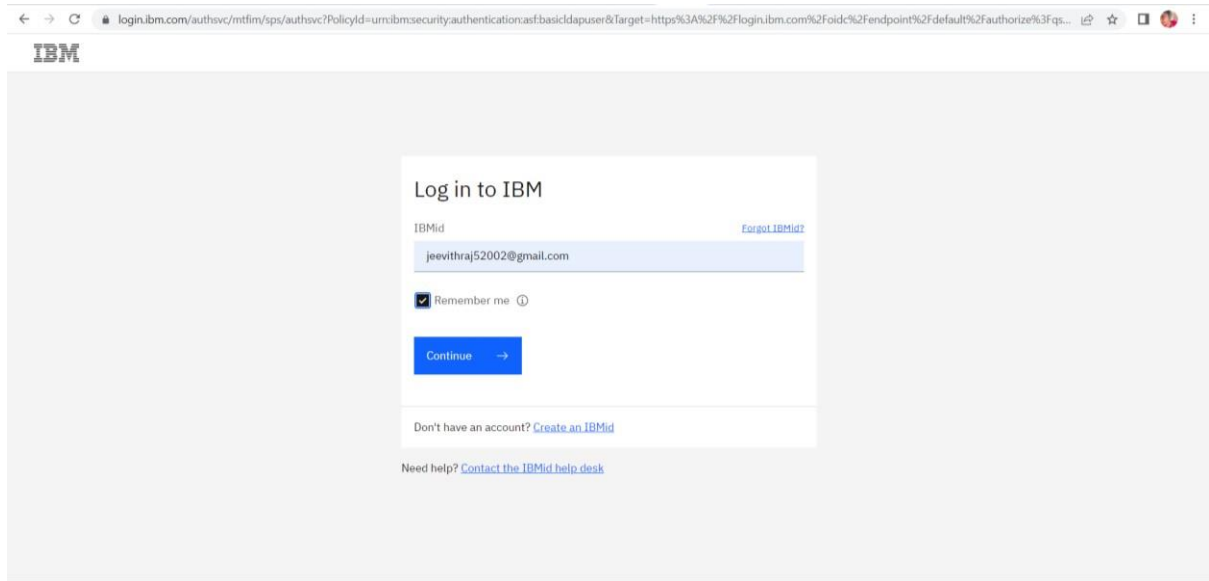 login.ibm.com/authsvc/mtfim/sps/authsvc?PolicyId=urn:ibm:security:authentication:asf:basicldapuser&Target=https%3A%2F%2Flogin.ibm.com%2Foidc%2Fendpoint%2Fdefault%2Fauthorize%3Fqs...
IBM
Log in to IBM
IBMid Forgot IBMid?
jeevithraj52002@gmail.com
Remember me
Continue
Don't have an account? Create an IBMid
Need help? Contact the IBMid help desk